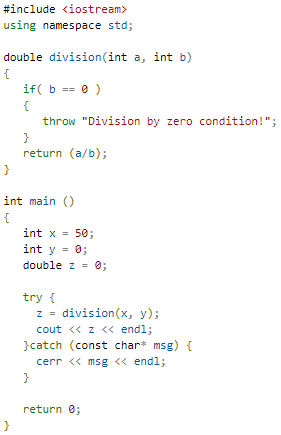 #include <iostream>
using namespace std;

double division(int a, int b)
{
   if( b == 0 )
   {
      throw "Division by zero condition!";
   }
   return (a/b);
}

int main ()
{
   int x = 50;
   int y = 0;
   double z = 0;

   try {
     z = division(x, y);
     cout << z << endl;
   }catch (const char* msg) {
     cerr << msg << endl;
   }

   return 0;
}